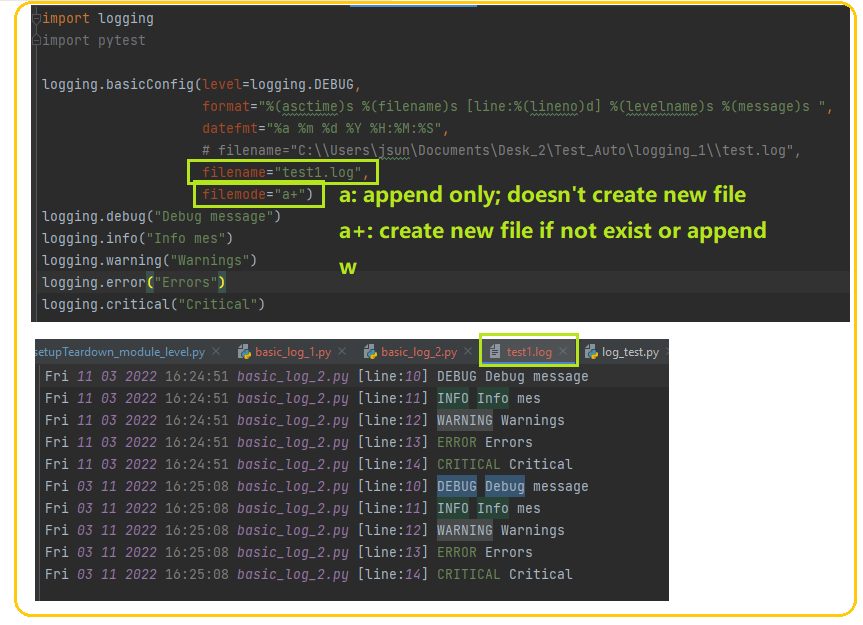 import logging
import pytest
logging.basicConfig(level=logging.DEBUG,
format="%(asctime)s %(filename)s [line:%(lineno)d] %(levelname)s %(message)s ",
datefmt="%a %m %d %Y %H:%M:%S",
# filename="C:\\Users\jsun\Documents\Desk_2\Test_Auto\logging_1\\test.log",
filename="test1.log",
filemode="a+") a: append only; doesn't create new file
logging.debug("Debug message")
a+: create new file if not exist or append
logging.info("Info mes")
logging.warning("Warnings") w
logging.error("Errors")
logging.critical("Critical")
setupTeardown_module_level.py basic_log_1.py basic_log_2.py test1.log log_test.py
Fri 11 03 2022 16:24:51 basic_log_2.py [line:10] DEBUG Debug message
Fri 11 03 2022 16:24:51 basic_log_2.py [line:11] INFO Info mes
Fri 11 03 2022 16:24:51 basic_log_2.py [line:12] WARNING Warnings
Fri 11 03 2022 16:24:51 basic_log_2.py [line:13] ERROR Errors
Fri 11 03 2022 16:24:51 basic_log_2.py [line:14] CRITICAL Critical
Fri 03 11 2022 16:25:08 basic_log_2.py [line:10] DEBUG Debug message
Fri 03 11 2022 16:25:08 basic_log_2.py [line:11] INFO Info mes
Fri 03 11 2022 16:25:08 basic_log_2.py [line:12] WARNING Warnings
Fri 03 11 2022 16:25:08 basic_log_2.py [line:13] ERROR Errors
Fri 03 11 2022 16:25:08 basic_log_2.py [line:14] CRITICAL Critical